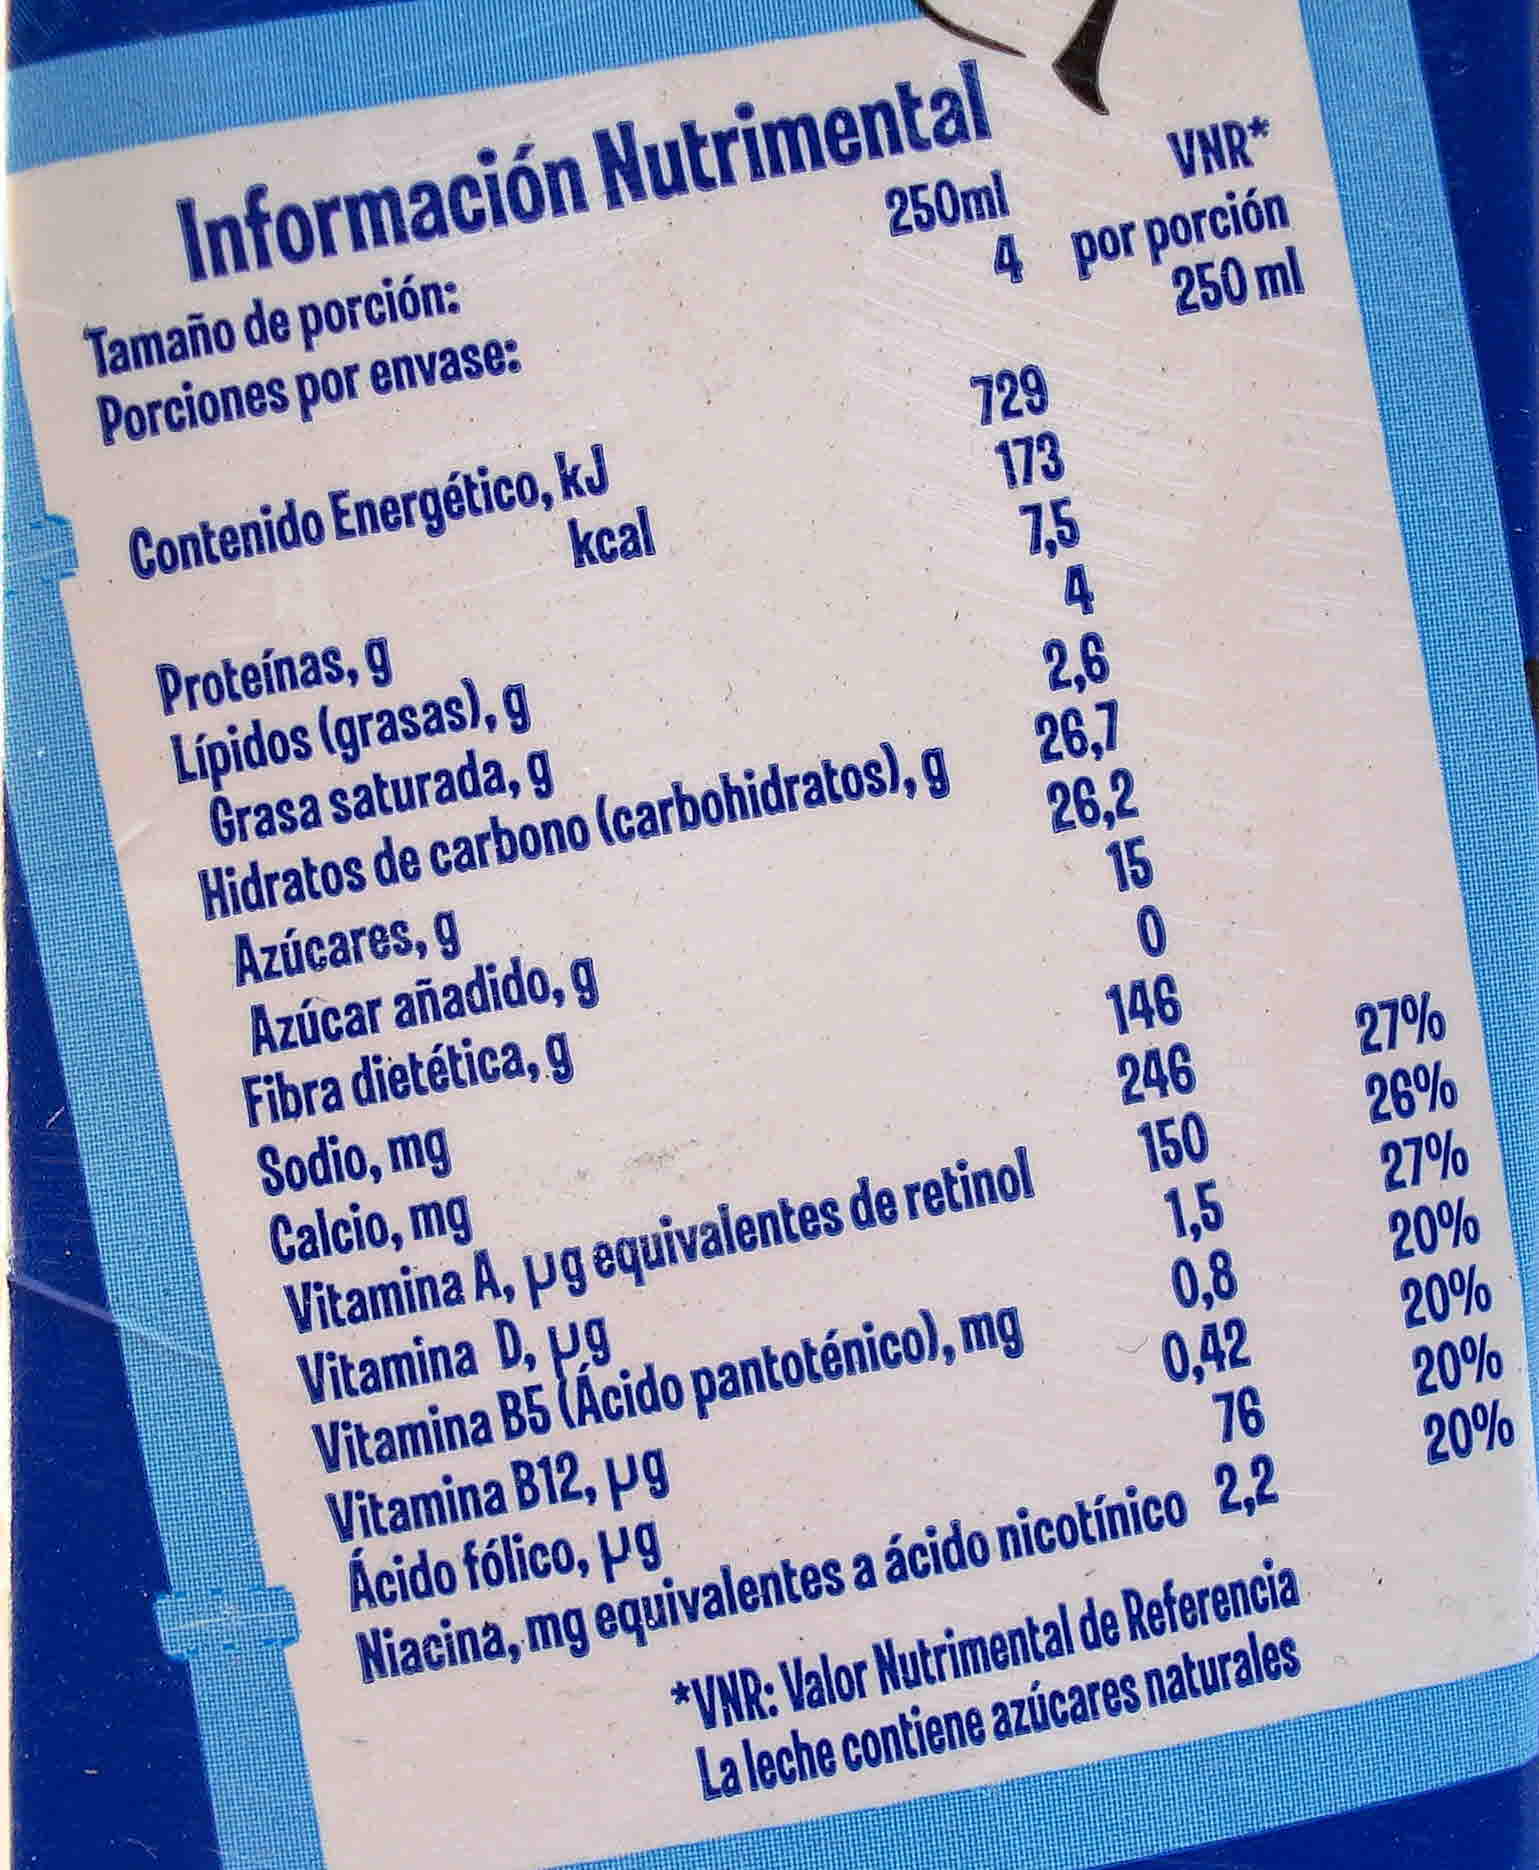 Información Nutrimental
VNR*
Tamaño de porción: 250ml por porción
Porciones por envase: 4 250 ml
Contenido Energético, kJ 729
kcal 173
Proteínas, g 7,5
Lípidos (grasas), g 4
Grasa saturada, g 2,6
Hidratos de carbono (carbohidratos), g 26,7
Azúcares, g 26,2
Azúcar añadido, g 15
Fibra dietética, g 0
Sodio, mg 146
Calcio, mg 246 27%
Vitamina A, µg equivalentes de retinol 150 26%
Vitamina D, µg 1,5 27%
Vitamina B5 (Ácido pantoténico), mg 0,8 20%
Vitamina B12, µg 0,42 20%
Ácido fólico, µg 76 20%
Niacina, mg equivalentes a ácido nicotínico 2,2 20%
*VNR: Valor Nutrimental de Referencia
La leche contiene azúcares naturales